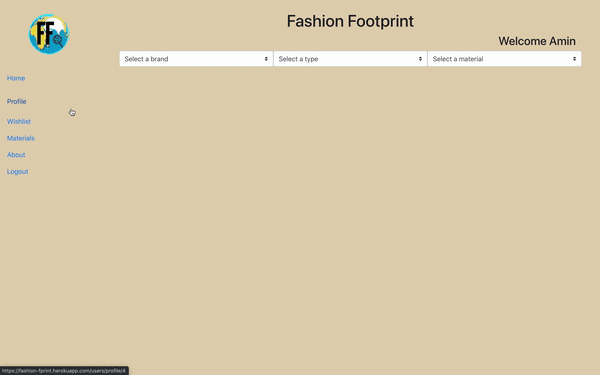 FF
Fashion Footprint
Welcome Amin
Select a brand
Select a type
Select a material
Home
Profile
Wishlist
Materials
About
Logout
https://fashion-fprint.herokuapp.com/users/profile/4